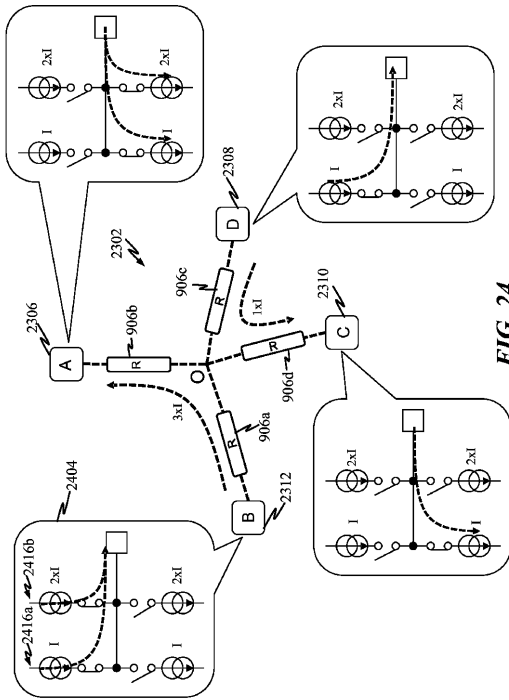 2404
2416a
2416b
I
2xI
I
2xI
B
2312
2306
A
906b
R
3xI
O
906a
R
2302
906c
R
D
2308
1xI
906d
R
C
2310
I
2xI
I
2xI
I
2xI
I
2xI
I
2xI
I
2xI
FIG. 24